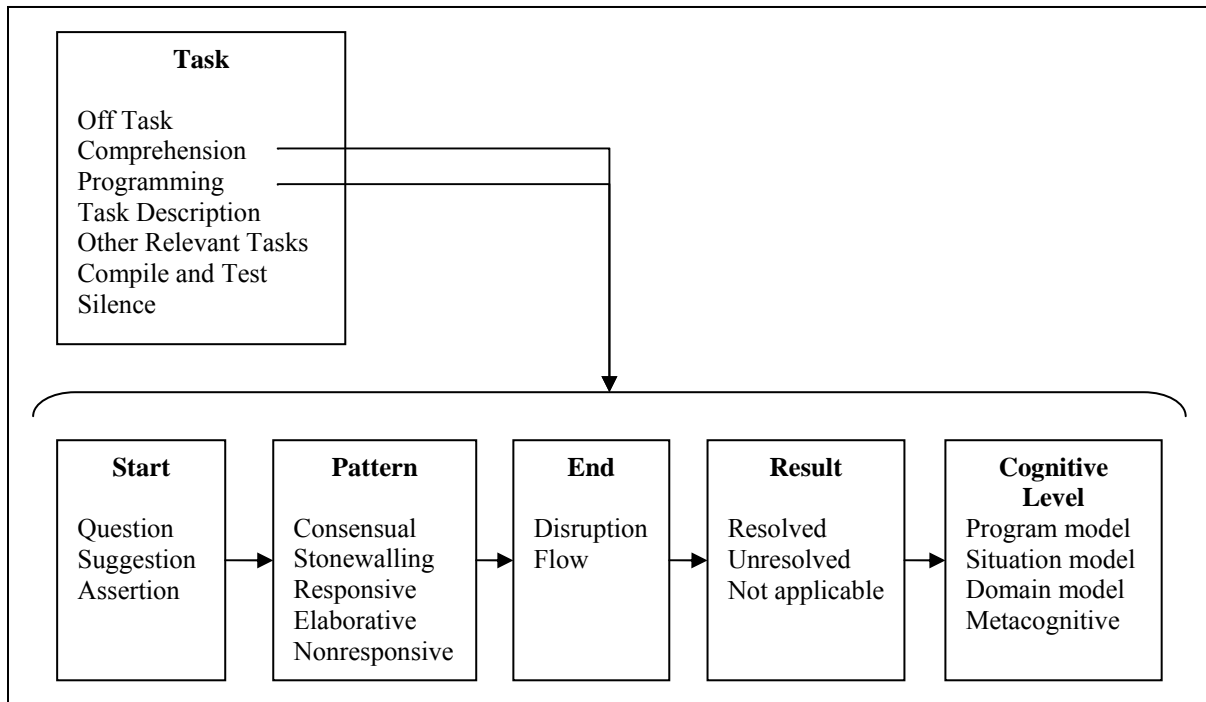 Task
Off Task
Comprehension
Programming
Task Description
Other Relevant Tasks
Compile and Test
Silence
Start
Question
Suggestion
Assertion
Pattern
Consensual
Stonewalling
Responsive
Elaborative
Nonresponsive
End
Disruption
Flow
Result
Resolved
Unresolved
Not applicable
Cognitive
Level
Program model
Situation model
Domain model
Metacognitive